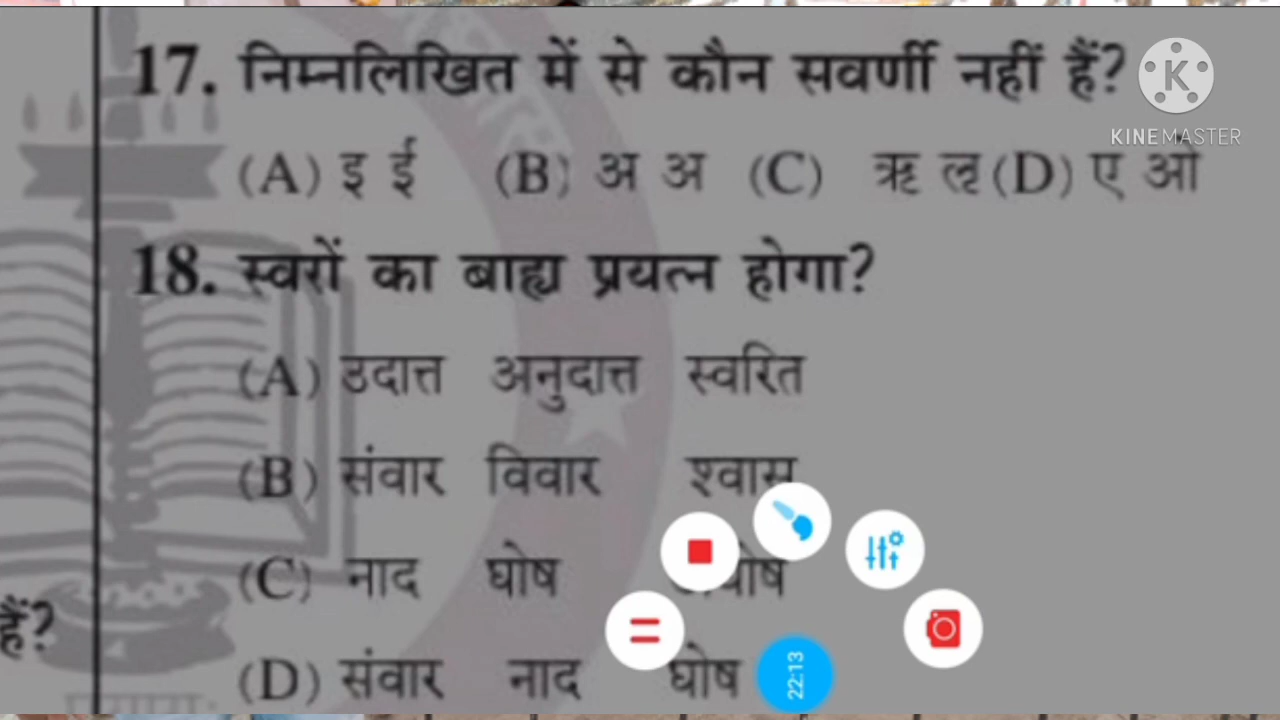 17. निम्नलिखित में से कौन सवर्णी नहीं हैं?
KINEMASTER
(A) इ ई (B) अ अ (C) ऋ ऌ (D) ए ओ
18. स्वरों का बाह्य प्रयत्न होगा?
(A) उदात्त अनुदात्त स्वरित
(B) संवार विवार श्वास
(C) नाद घोष
हैं?
(D) संवार नाद घोष
22:13